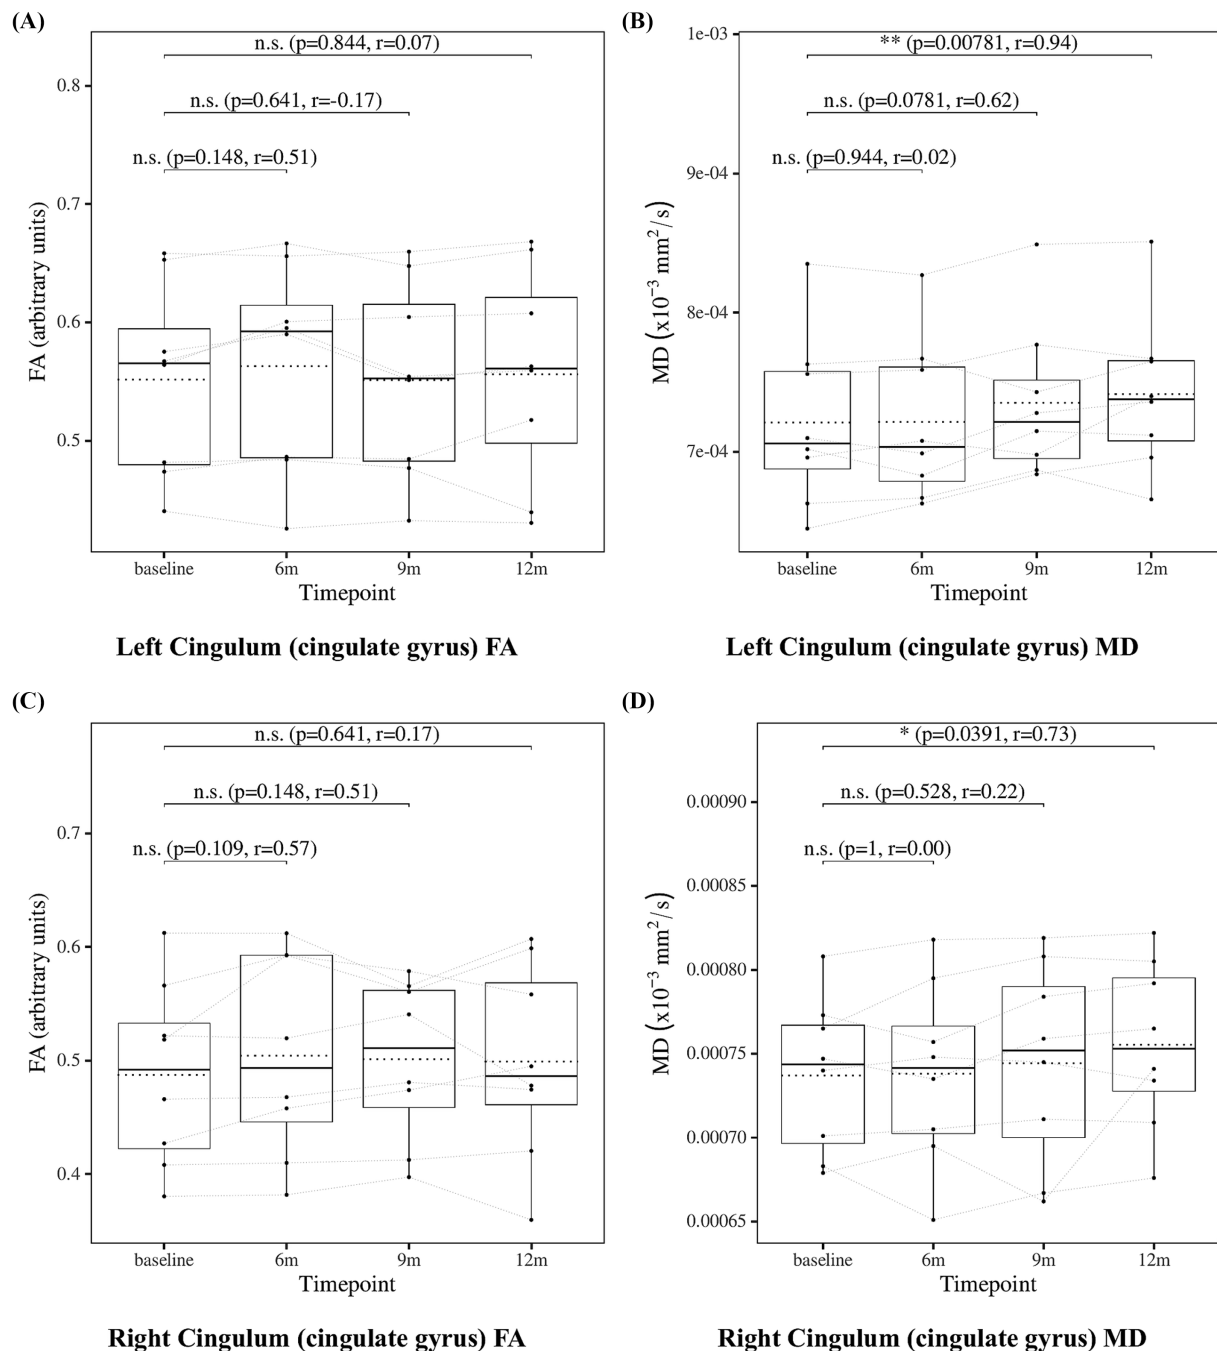 (A)
n.s. (p=0.844, r=0.07)
n.s. (p=0.641, r=-0.17)
n.s. (p=0.148, r=0.51)
0.8
0.7
0.6
0.5
FA (arbitrary units)
baseline 6m 9m 12m
Timepoint
Left Cingulum (cingulate gyrus) FA
(B)
** (p=0.00781, r=0.94)
n.s. (p=0.0781, r=0.62)
n.s. (p=0.944, r=0.02)
1e-03
9e-04
8e-04
7e-04
MD (x10⁻³ mm²/s)
baseline 6m 9m 12m
Timepoint
Left Cingulum (cingulate gyrus) MD
(C)
n.s. (p=0.641, r=0.17)
n.s. (p=0.148, r=0.51)
n.s. (p=0.109, r=0.57)
0.7
0.6
0.5
0.4
FA (arbitrary units)
baseline 6m 9m 12m
Timepoint
Right Cingulum (cingulate gyrus) FA
(D)
* (p=0.0391, r=0.73)
n.s. (p=0.528, r=0.22)
n.s. (p=1, r=0.00)
0.00090
0.00085
0.00080
0.00075
0.00070
0.00065
MD (x10⁻³ mm²/s)
baseline 6m 9m 12m
Timepoint
Right Cingulum (cingulate gyrus) MD